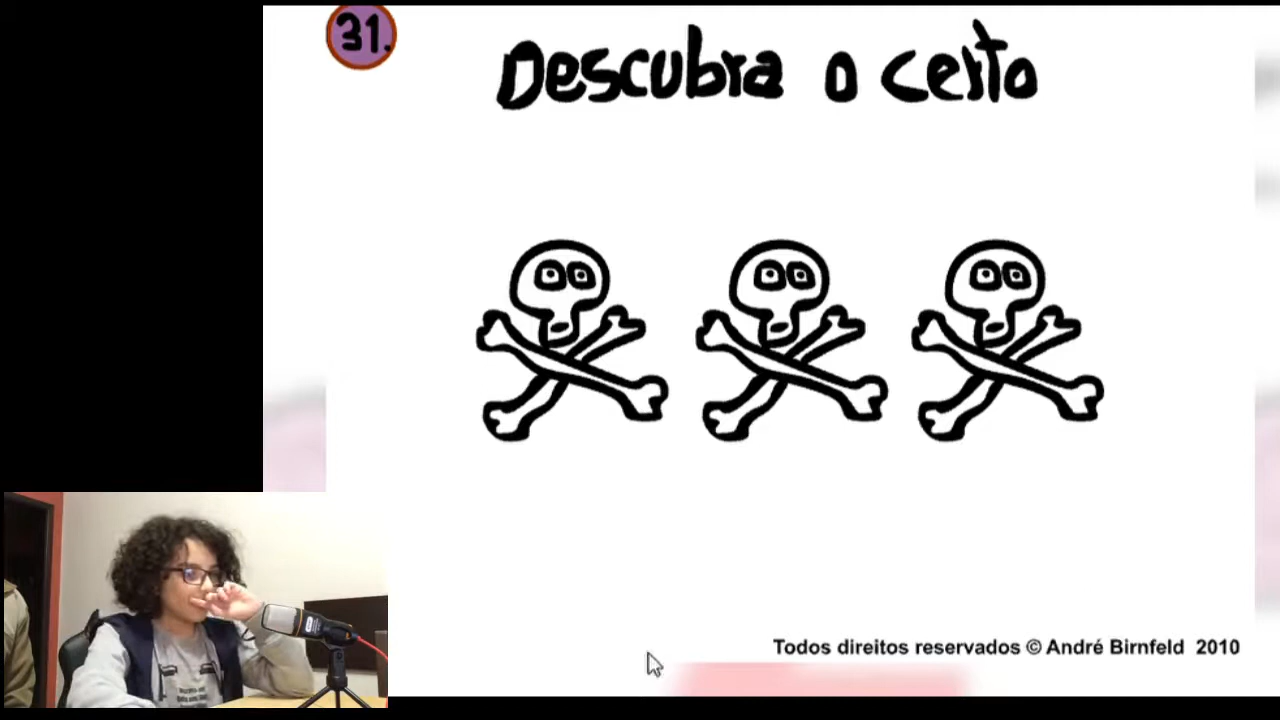 31.
Descubra o certo
Todos direitos reservados © André Birnfeld 2010